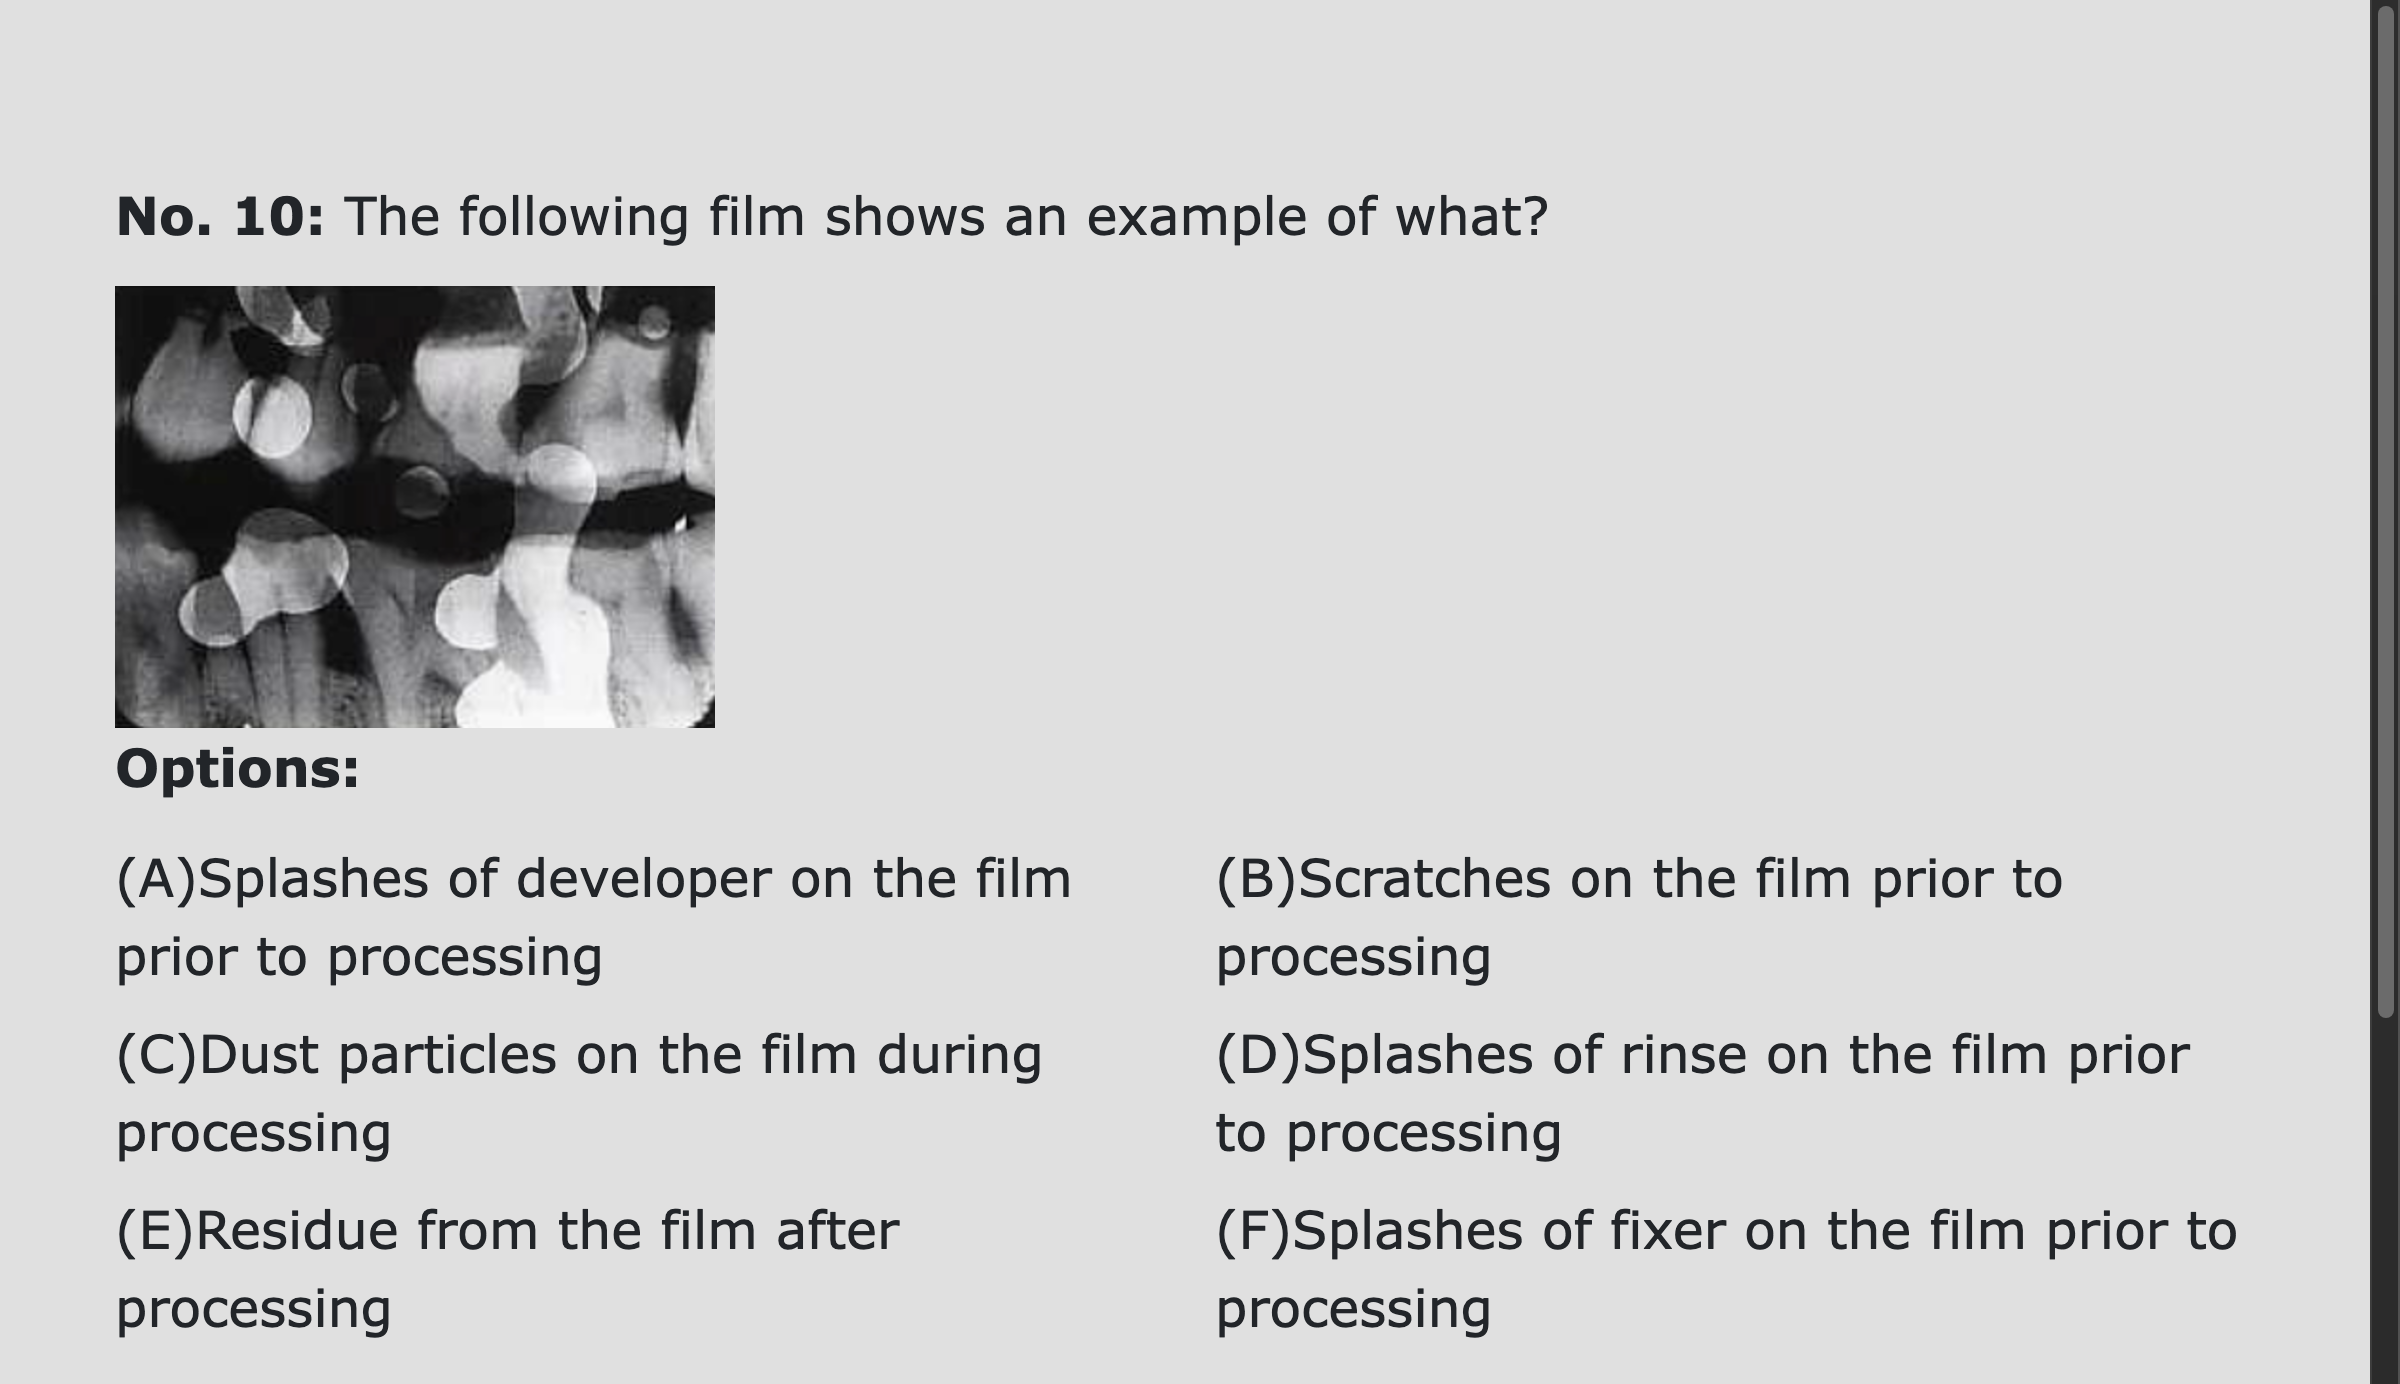 No. 10: The following film shows an example of what?
Options:
(A)Splashes of developer on the film
prior to processing
(B)Scratches on the film prior to
processing
(C)Dust particles on the film during
processing
(D)Splashes of rinse on the film prior
to processing
(E)Residue from the film after
processing
(F)Splashes of fixer on the film prior to
processing